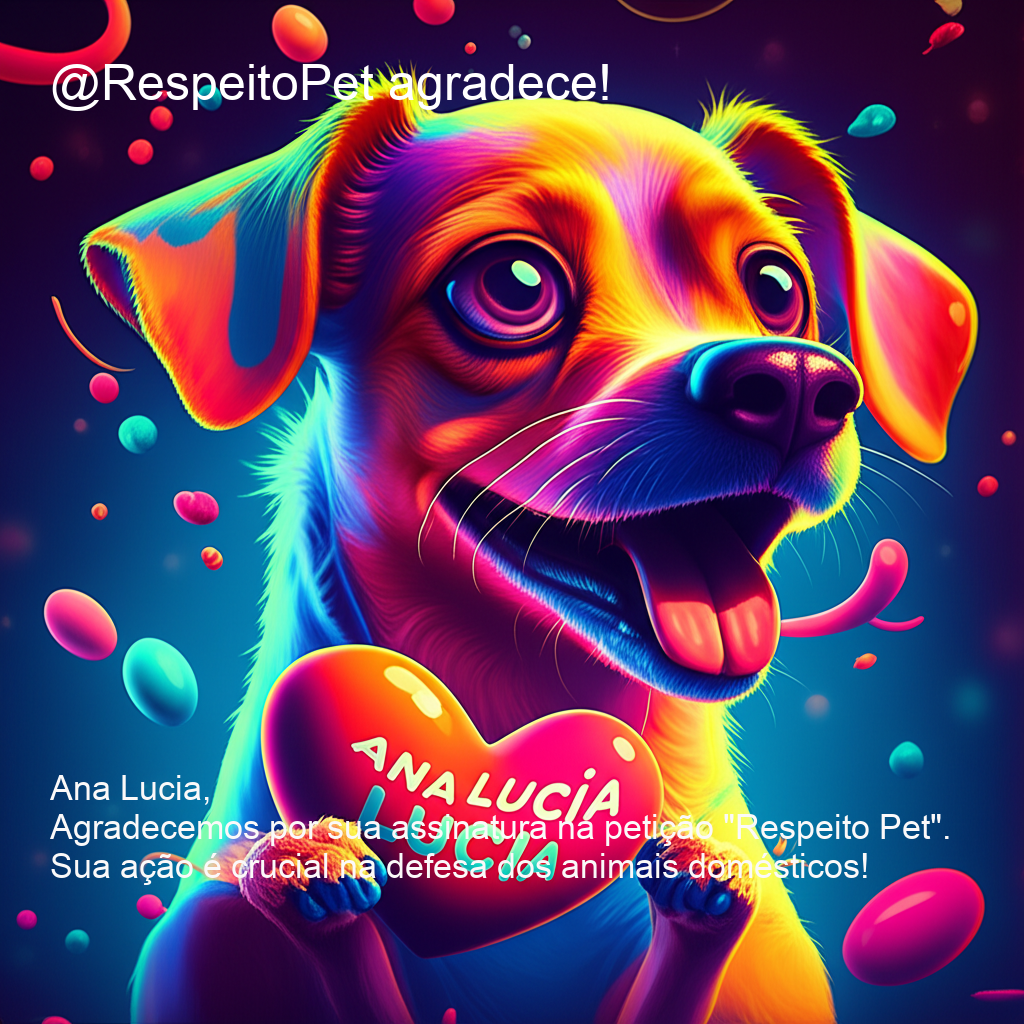 @RespeitoPet agradece!
ANA LUCIA
LUCIA
Ana Lucia,
Agradecemos por sua assinatura na petição "Respeito Pet".
Sua ação é crucial na defesa dos animais domésticos!